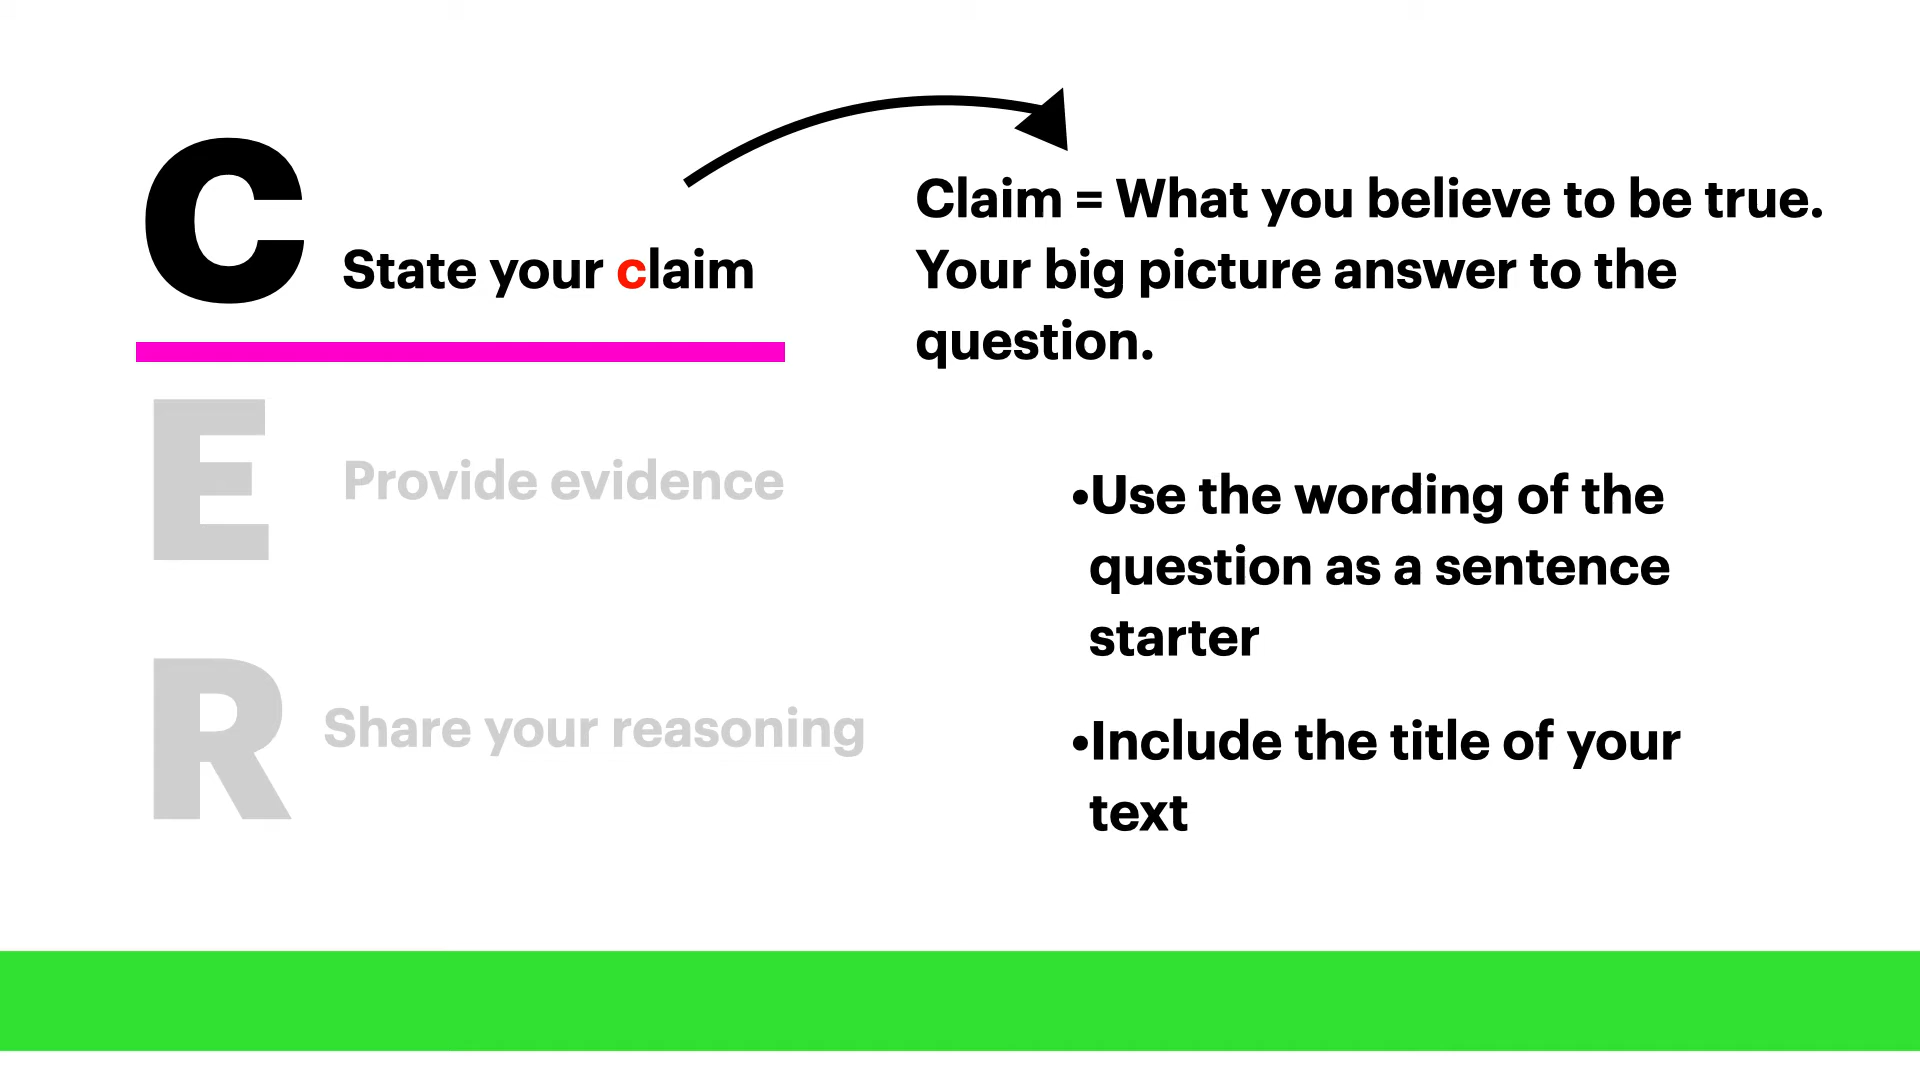 C
State your claim
Claim = What you believe to be true.
Your big picture answer to the
question.
E
Provide evidence
•Use the wording of the
question as a sentence
starter
R
Share your reasoning
•Include the title of your
text